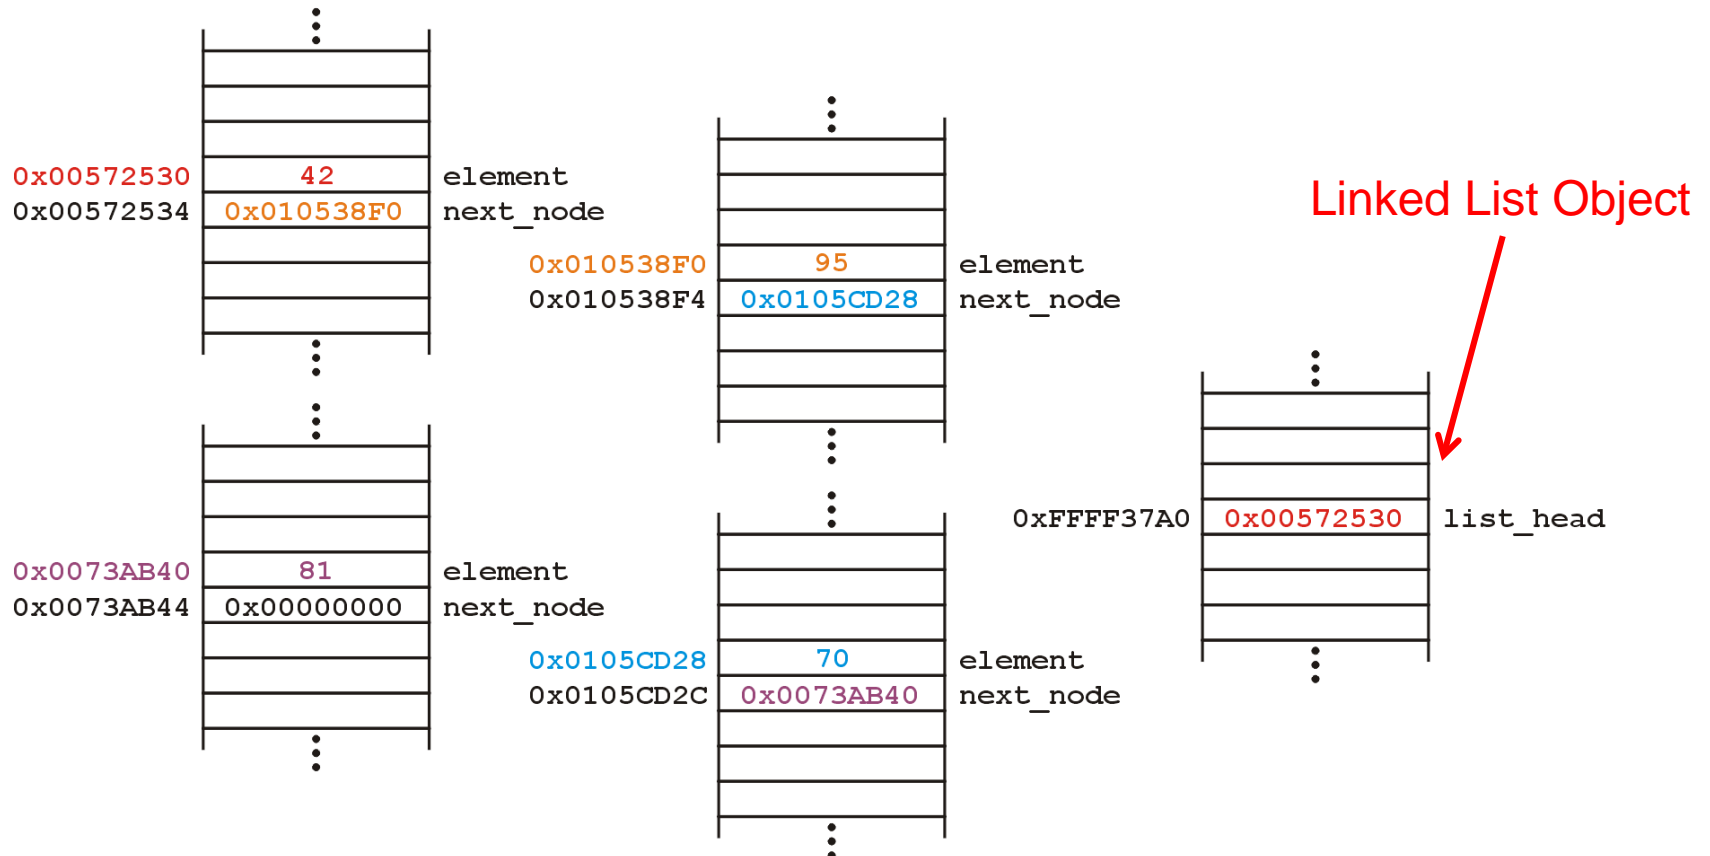 0x00572530 42 element
0x00572534 0x010538F0 next_node
0x010538F0 95 element
0x010538F4 0x0105CD28 next_node
Linked List Object
0xFFFF37A0 0x00572530 list_head
0x0073AB40 81 element
0x0073AB44 0x00000000 next_node
0x0105CD28 70 element
0x0105CD2C 0x0073AB40 next_node